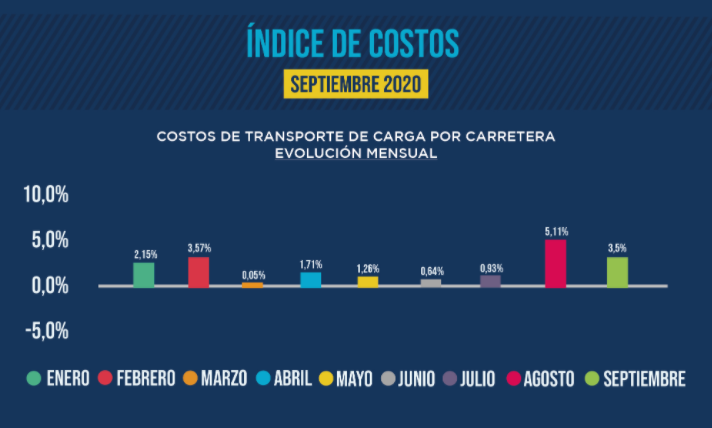 ÍNDICE DE COSTOS
SEPTIEMBRE 2020
COSTOS DE TRANSPORTE DE CARGA POR CARRETERA
EVOLUCIÓN MENSUAL
10,0%
5,0%
0,0%
-5,0%
2,15%
3,57%
0,05%
1,71%
1,26%
0,64%
0,93%
5,11%
3,5%
ENERO FEBRERO MARZO ABRIL MAYO JUNIO JULIO AGOSTO SEPTIEMBRE